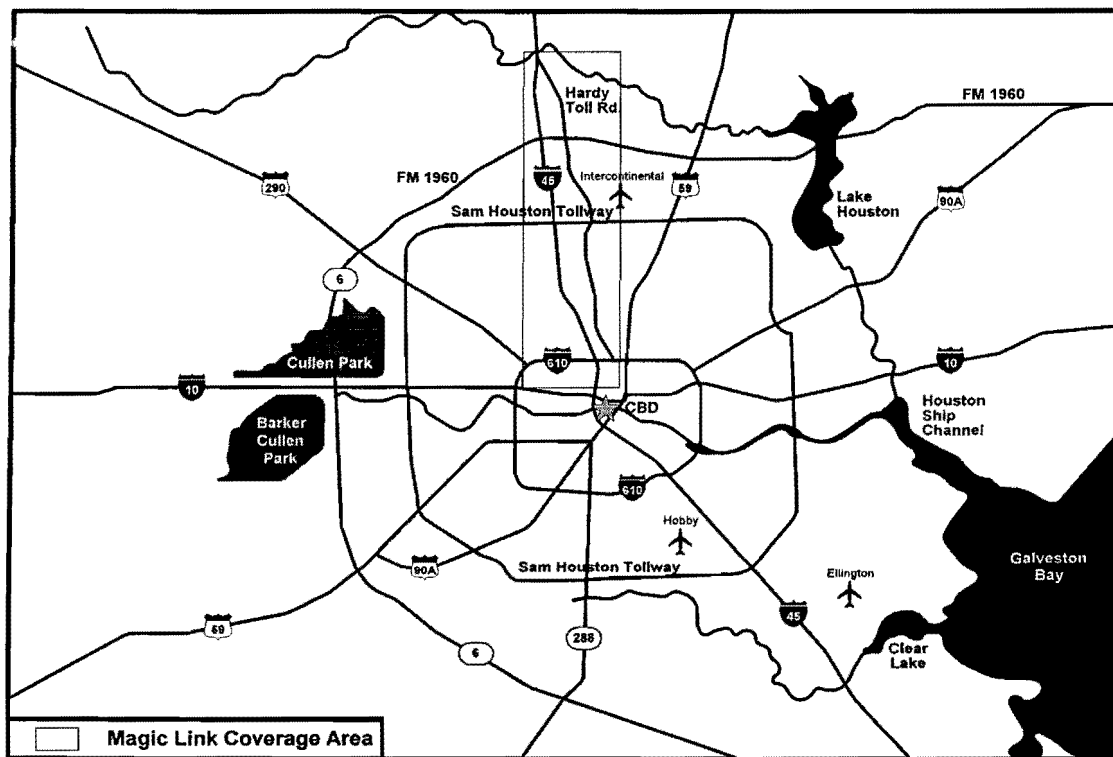 Hardy
Toll Rd.
FM 1960
290
FM 1960
45
Intercontinental
59
Lake
Houston
90A
Sam Houston Tollway
6
Cullen Park
610
10
10
CBD
Houston
Ship
Channel
Barker
Cullen
Park
610
Hobby
90A
Sam Houston Tollway
Ellington
Galveston
Bay
59
288
45
6
Clear
Lake
Magic Link Coverage Area